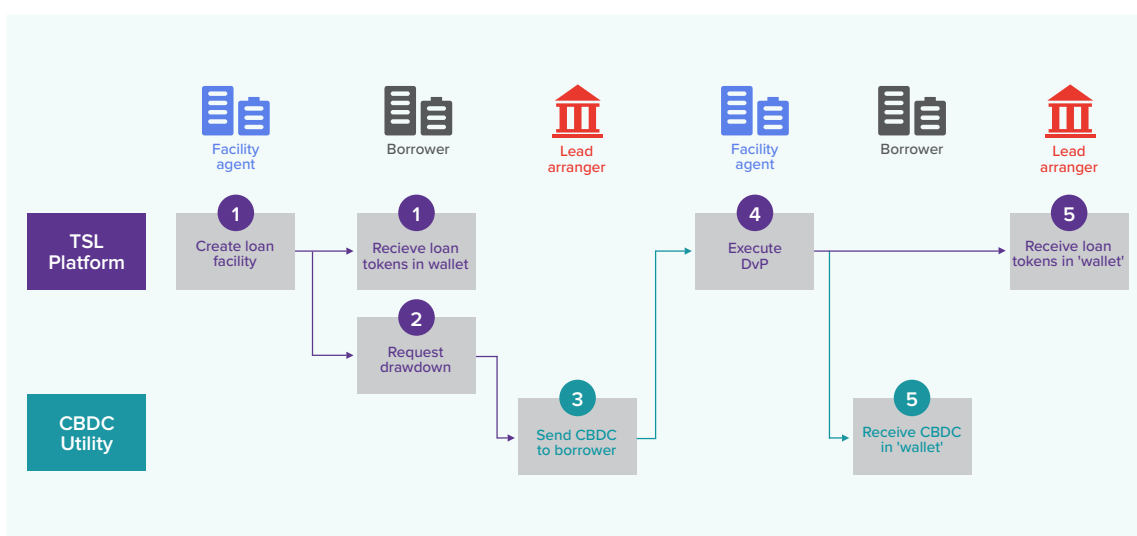 Facility
agent
Borrower
Lead
arranger
Facility
agent
Borrower
Lead
arranger
TSL
Platform
1
Create loan
facility
1
Recieve loan
tokens in wallet
4
Execute
DvP
5
Receive loan
tokens in 'wallet'
2
Request
drawdown
CBDC
Utility
3
Send CBDC
to borrower
5
Receive CBDC
in 'wallet'